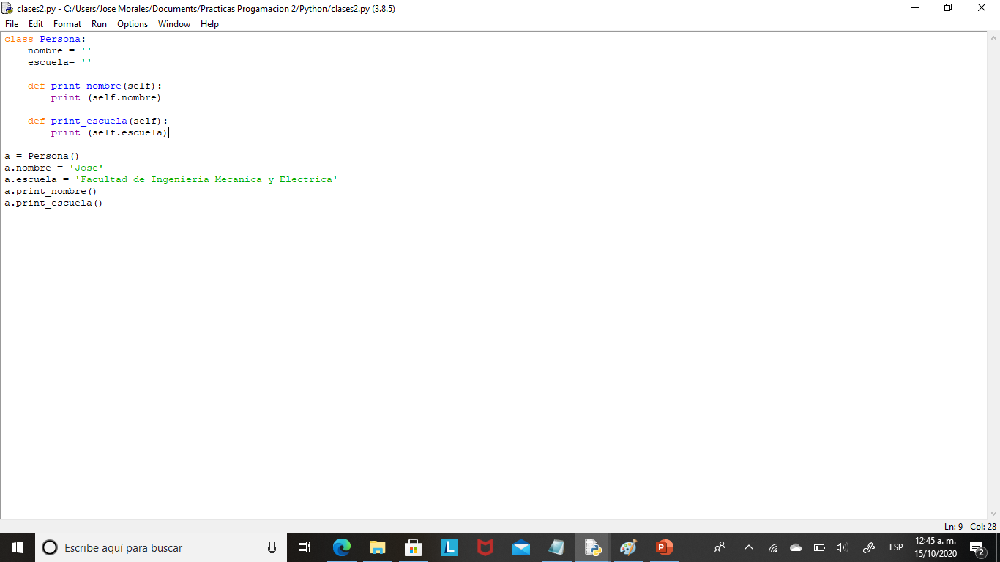 clases2.py - C:/Users/Jose Morales/Documents/Practicas Progamacion 2/Python/clases2.py (3.8.5)
File Edit Format Run Options Window Help
class Persona:
    nombre = ''
    escuela= ''

    def print_nombre(self):
        print (self.nombre)

    def print_escuela(self):
        print (self.escuela)

a = Persona()
a.nombre = 'Jose'
a.escuela = 'Facultad de Ingenieria Mecanica y Electrica'
a.print_nombre()
a.print_escuela()
Ln: 9 Col: 28
Escribe aquí para buscar
L
P
ESP
12:45 a. m.
15/10/2020
2